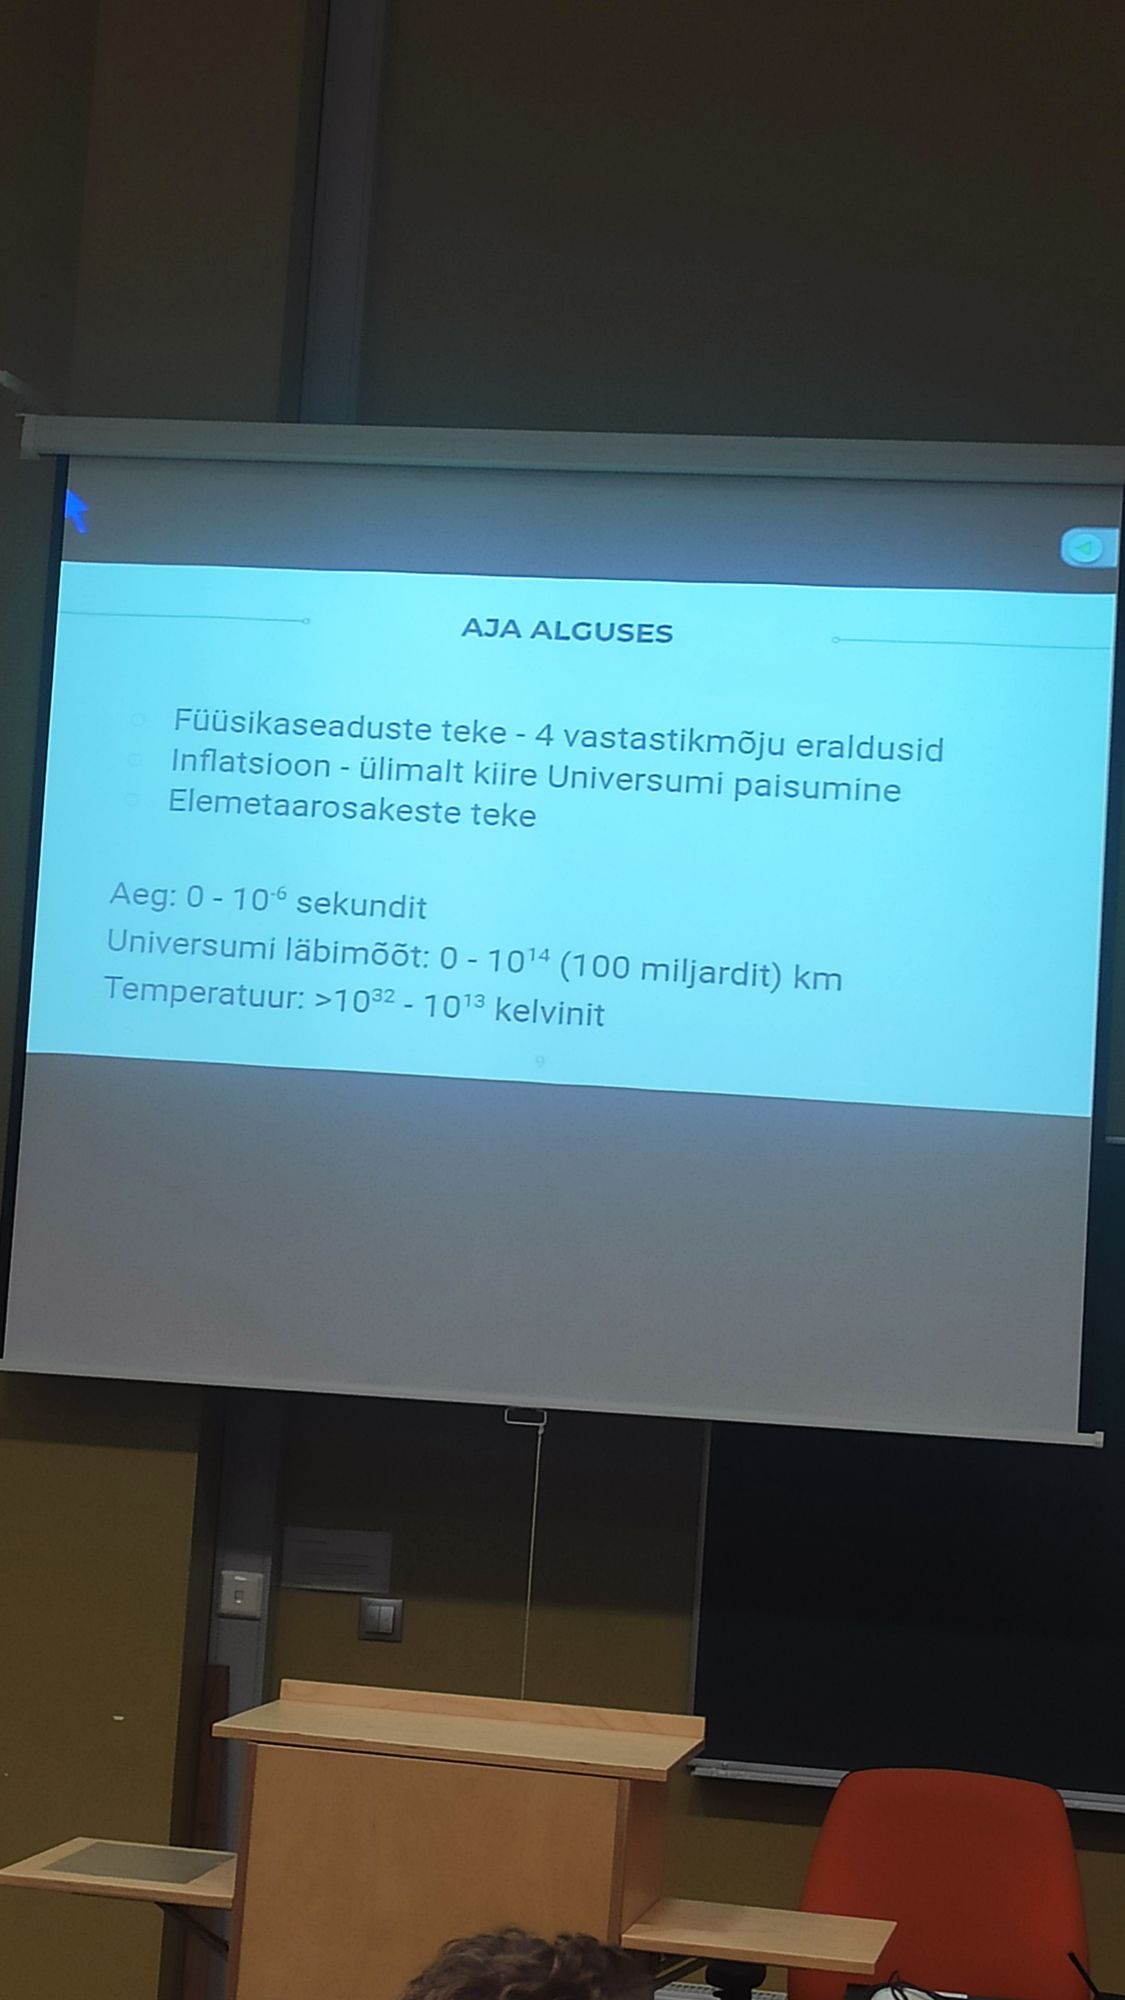 AJA ALGUSES
Füüsikaseaduste teke - 4 vastastikmõju eraldusid
Inflatsioon - ülimalt kiire Universumi paisumine
Elemetaarosakeste teke
Aeg: 0 - 10⁻⁶ sekundit
Universumi läbimõõt: 0 - 10¹⁴ (100 miljardit) km
Temperatuur: >10³² - 10¹³ kelvinit
9